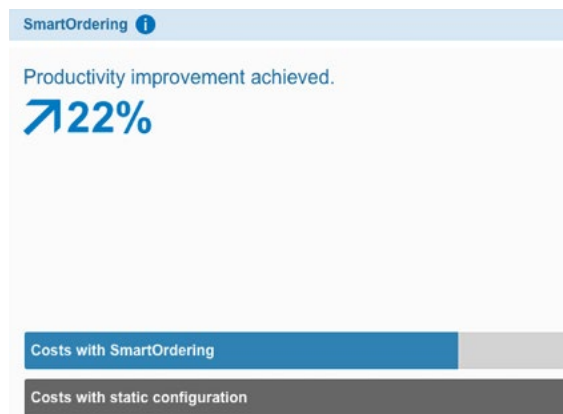 SmartOrdering i
Productivity improvement achieved.
22%
Costs with SmartOrdering
Costs with static configuration